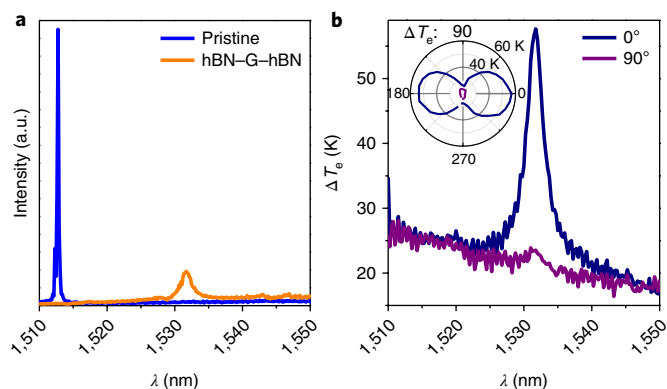 a
Pristine
hBN–G–hBN
Intensity (a.u.)
1,510
1,520
1,530
1,540
1,550
λ (nm)
b
ΔTe:
90
60 K
40 K
180
0
270
0°
90°
ΔTe (K)
50
40
30
20
1,510
1,520
1,530
1,540
1,550
λ (nm)